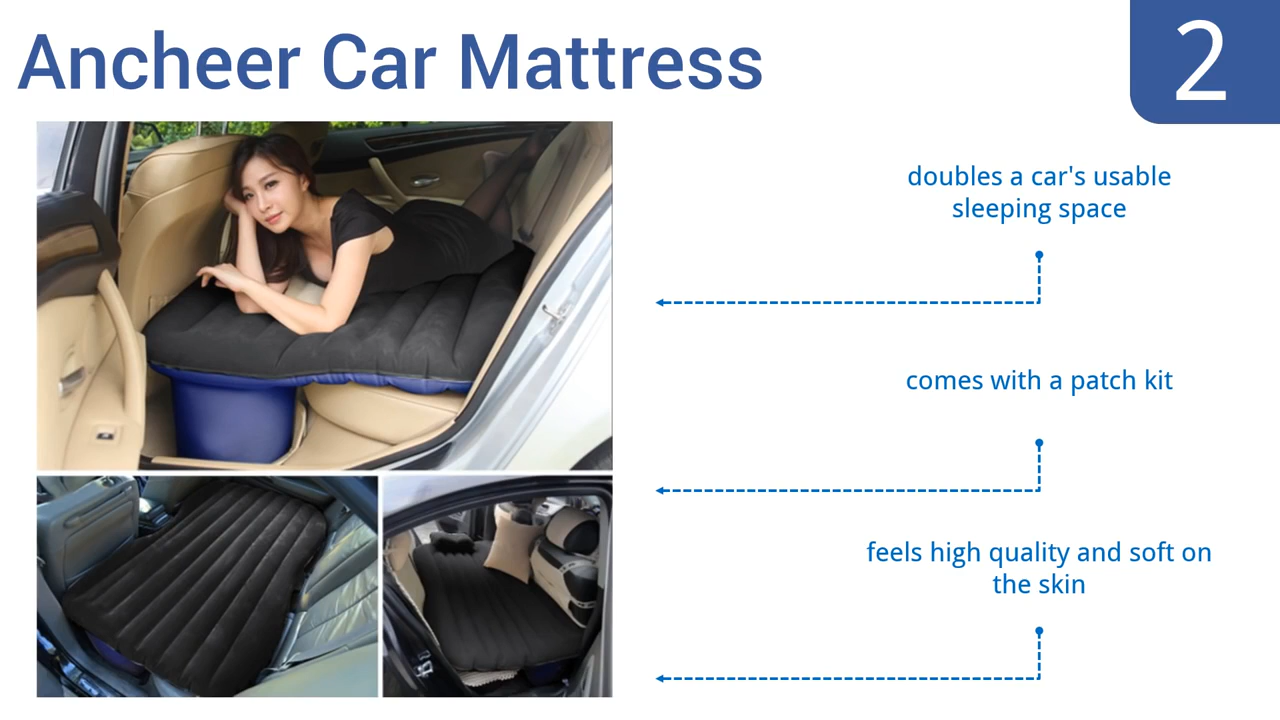 Ancheer Car Mattress
2
doubles a car's usable
sleeping space
comes with a patch kit
feels high quality and soft on
the skin